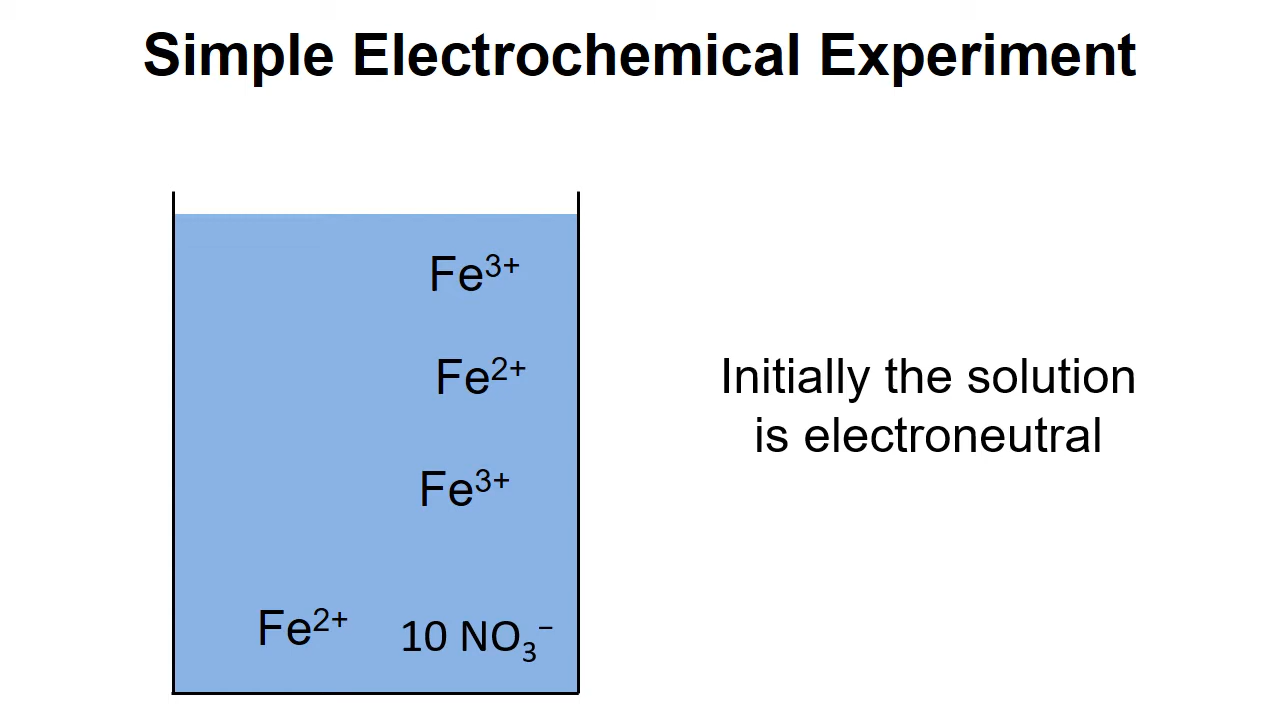 Simple Electrochemical Experiment
Fe³⁺
Fe²⁺
Fe³⁺
Fe²⁺ 10 NO₃⁻
Initially the solution
is electroneutral